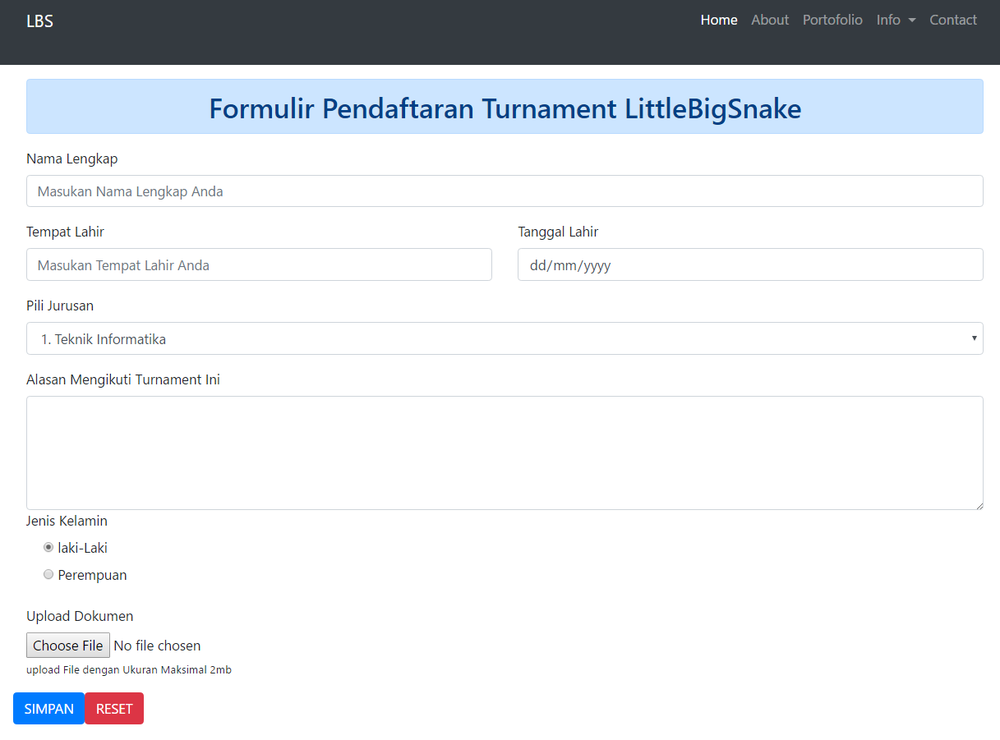 LBS Home About Portofolio Info Contact
Formulir Pendaftaran Turnament LittleBigSnake
Nama Lengkap
Masukan Nama Lengkap Anda
Tempat Lahir Tanggal Lahir
Masukan Tempat Lahir Anda dd/mm/yyyy
Pili Jurusan
1. Teknik Informatika
Alasan Mengikuti Turnament Ini
Jenis Kelamin
laki-Laki
Perempuan
Upload Dokumen
Choose File No file chosen
upload File dengan Ukuran Maksimal 2mb
SIMPAN RESET